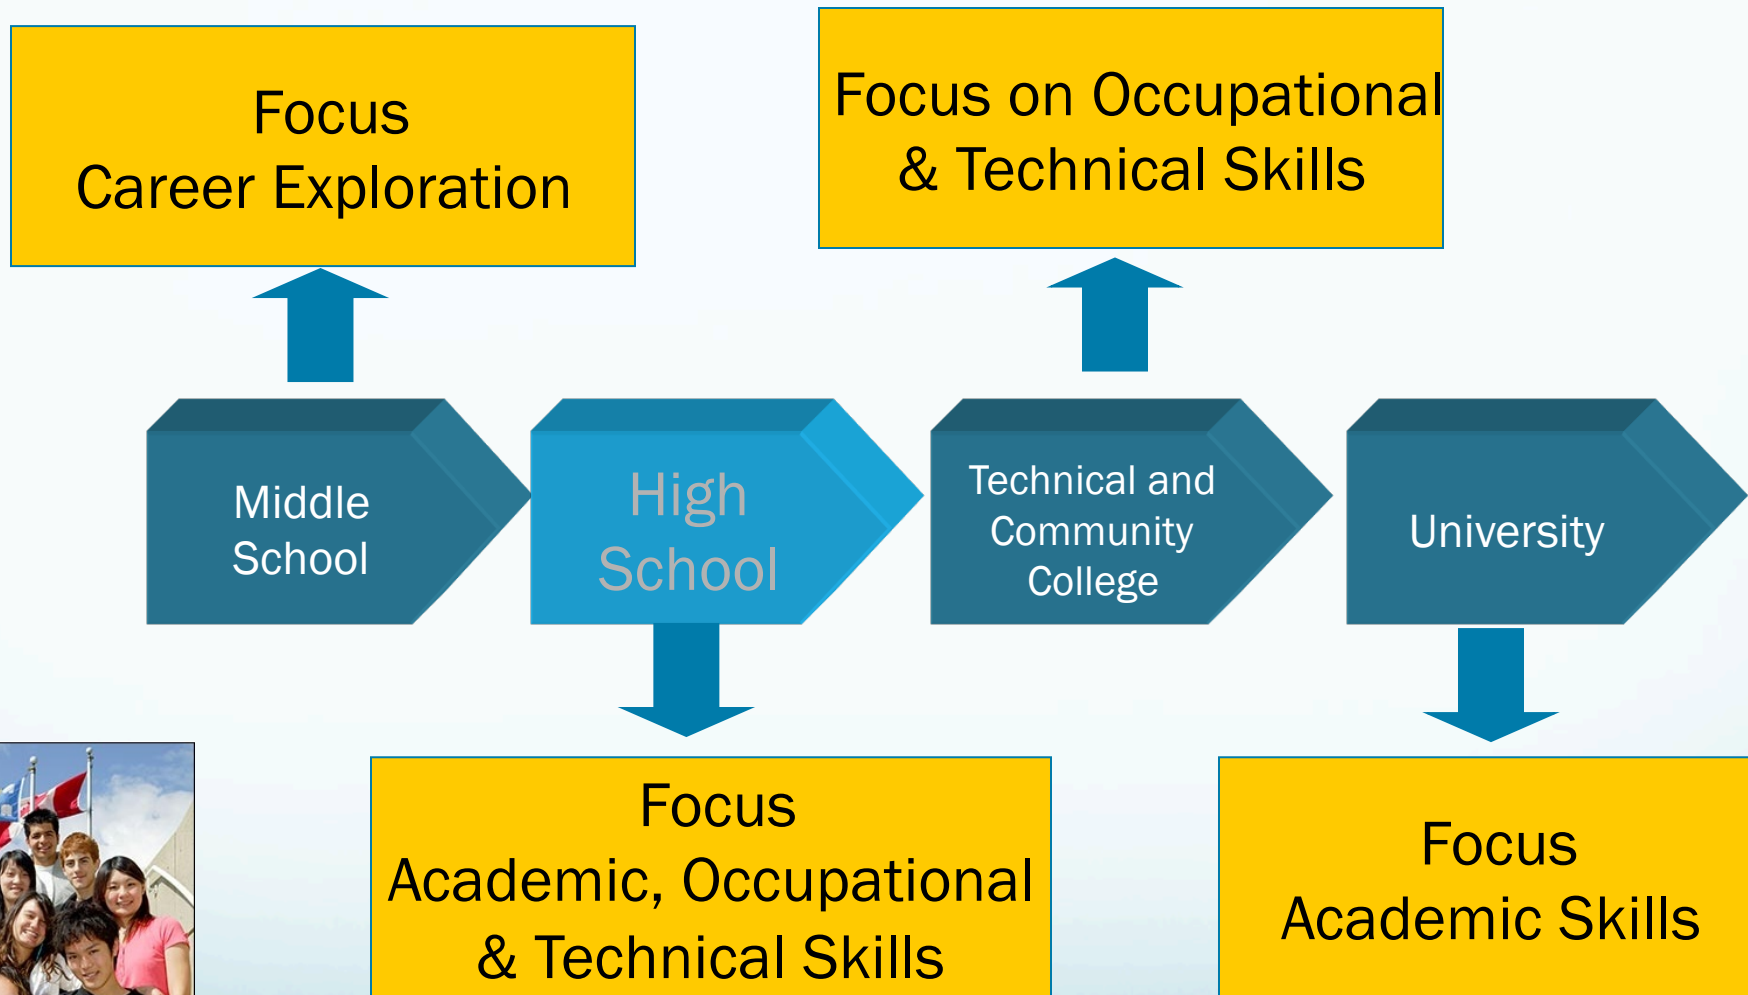 Focus
Career Exploration
Focus on Occupational
& Technical Skills
Middle
School
High
School
Technical and
Community
College
University
Focus
Academic, Occupational
& Technical Skills
Focus
Academic Skills